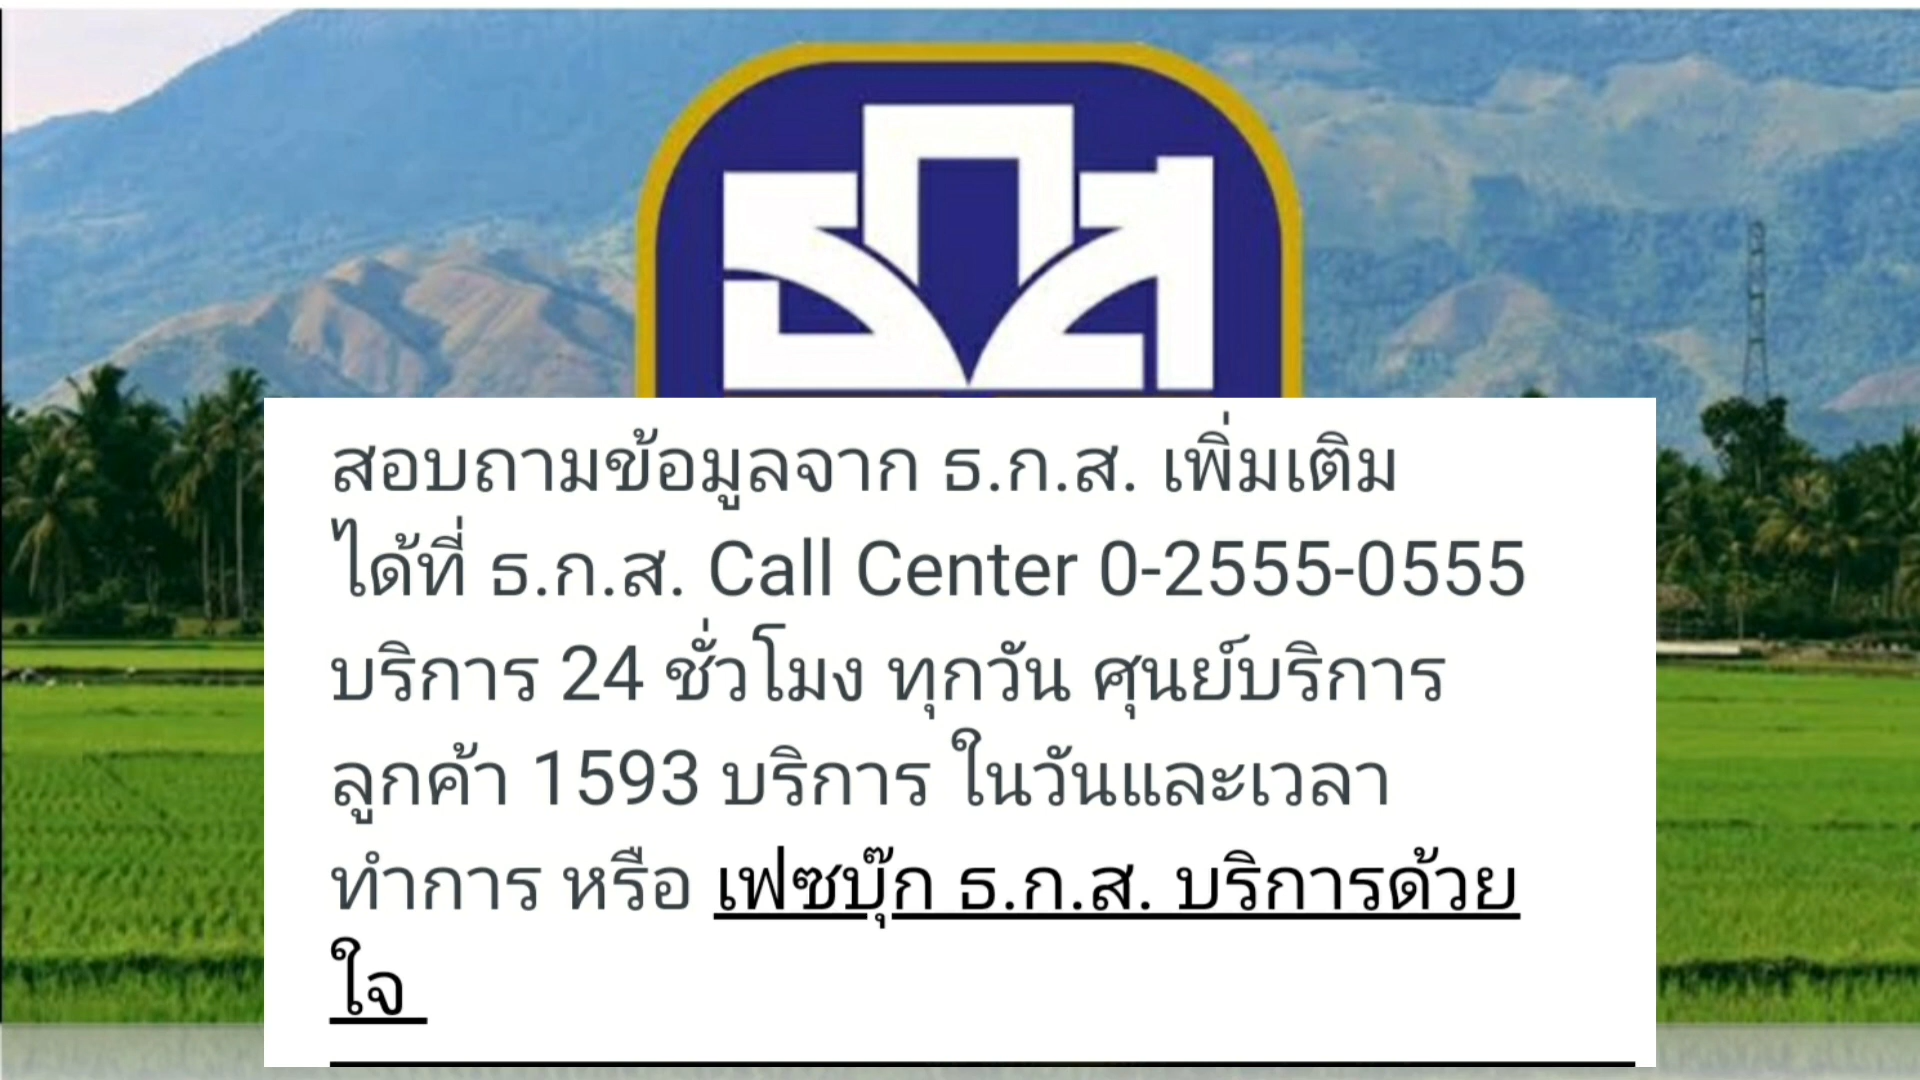 ธกส
สอบถามข้อมูลจาก ธ.ก.ส. เพิ่มเติม
ได้ที่ ธ.ก.ส. Call Center 0-2555-0555
บริการ 24 ชั่วโมง ทุกวัน ศุนย์บริการ
ลูกค้า 1593 บริการ ในวันและเวลา
ทำการ หรือ เฟซบุ๊ก ธ.ก.ส. บริการด้วย
ใจ